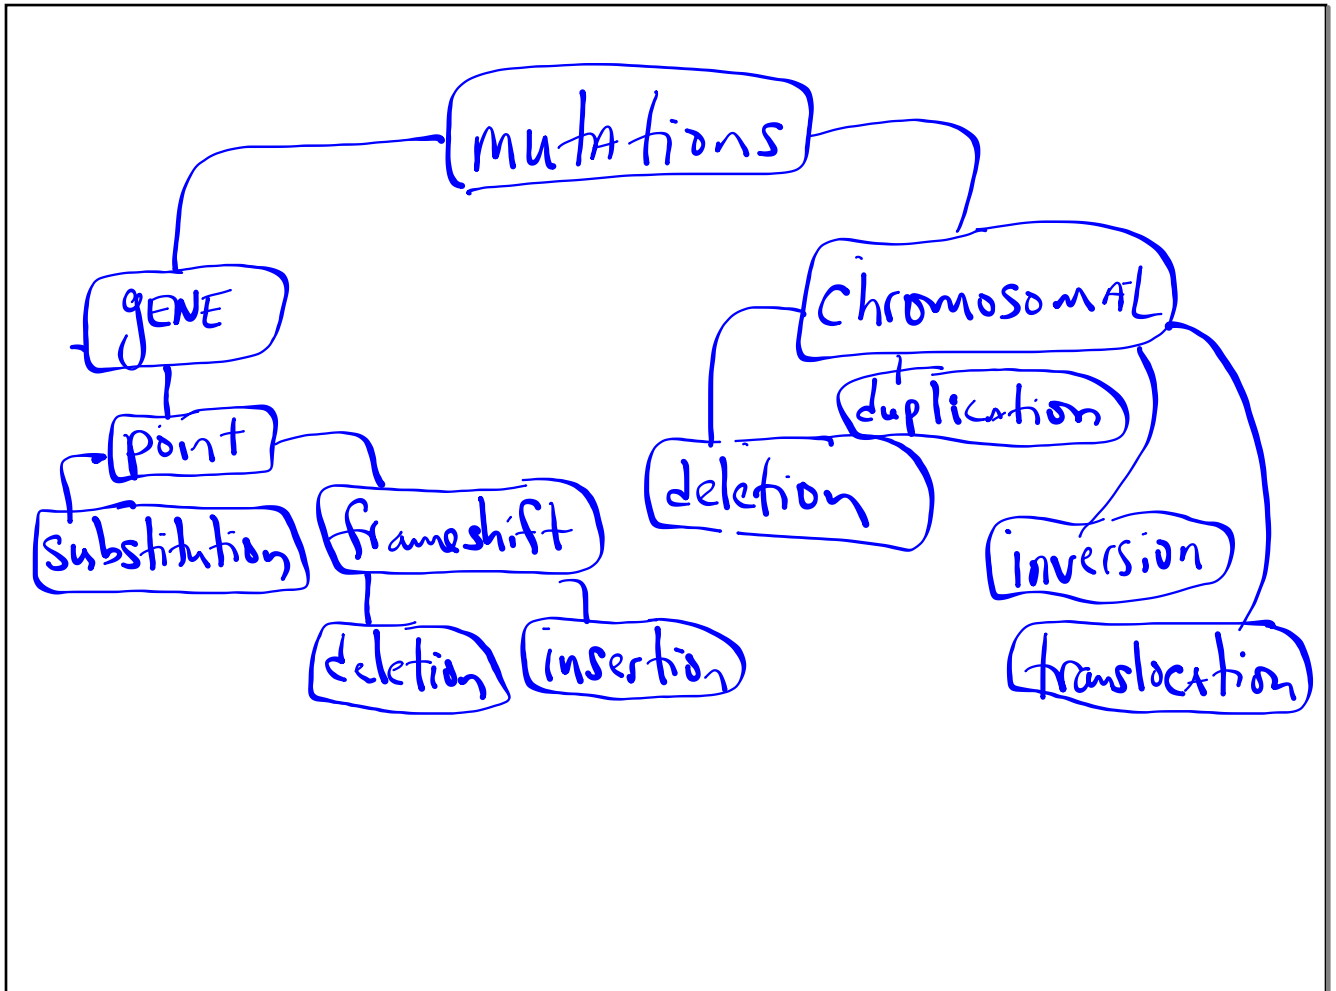 mutAtions
gENE
chromosomAL
point
duplicAtion
deletion
substitution
frameshift
inversion
deletion
insertion
translocAtion